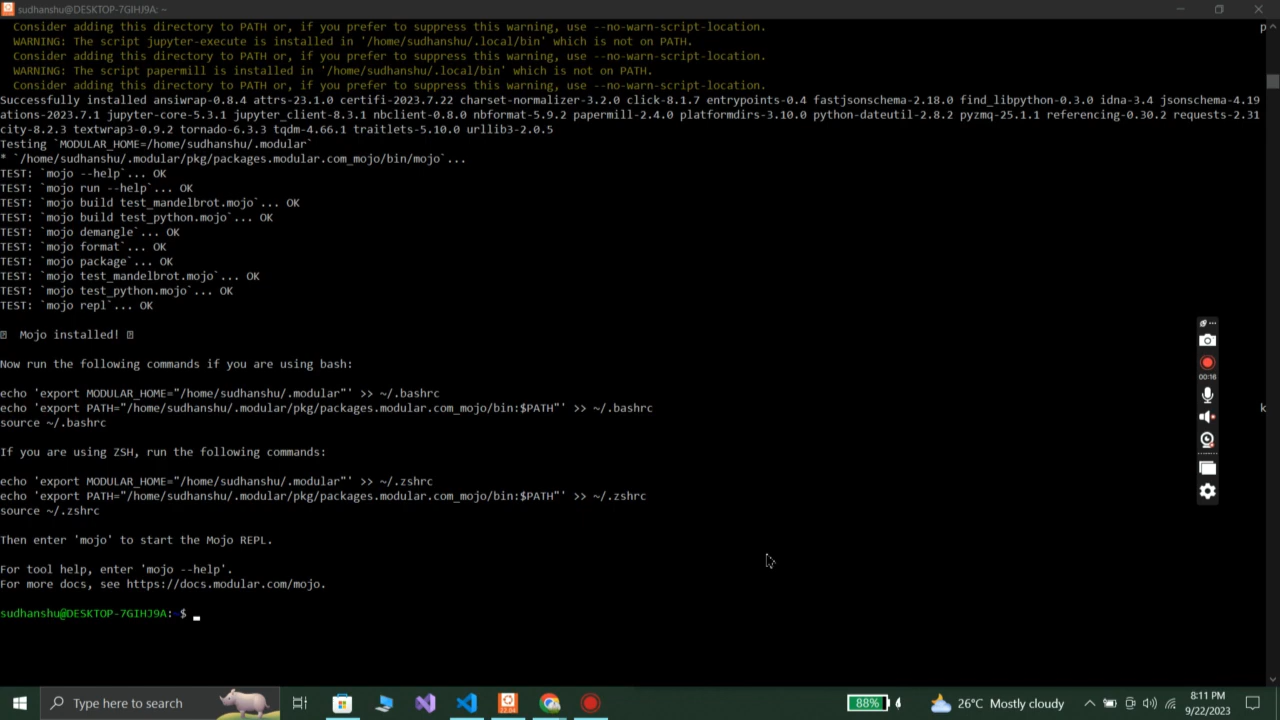 sudhanshu@DESKTOP-7GIHJ9A: ~
Consider adding this directory to PATH or, if you prefer to suppress this warning, use --no-warn-script-location.
WARNING: The script jupyter-execute is installed in '/home/sudhanshu/.local/bin' which is not on PATH.
Consider adding this directory to PATH or, if you prefer to suppress this warning, use --no-warn-script-location.
WARNING: The script papermill is installed in '/home/sudhanshu/.local/bin' which is not on PATH.
Consider adding this directory to PATH or, if you prefer to suppress this warning, use --no-warn-script-location.
Successfully installed ansiwrap-0.8.4 attrs-23.1.0 certifi-2023.7.22 charset-normalizer-3.2.0 click-8.1.7 entrypoints-0.4 fastjsonschema-2.18.0 find_libpython-0.3.0 idna-3.4 jsonschema-4.19
ations-2023.7.1 jupyter-core-5.3.1 jupyter_client-8.3.1 nbclient-0.8.0 nbformat-5.9.2 papermill-2.4.0 platformdirs-3.10.0 python-dateutil-2.8.2 pyzmq-25.1.1 referencing-0.30.2 requests-2.31
city-8.2.3 textwrap3-0.9.2 tornado-6.3.3 tqdm-4.66.1 traitlets-5.10.0 urllib3-2.0.5
Testing `MODULAR_HOME=/home/sudhanshu/.modular`
* `/home/sudhanshu/.modular/pkg/packages.modular.com_mojo/bin/mojo`...
TEST: `mojo --help`... OK
TEST: `mojo run --help`... OK
TEST: `mojo build test_mandelbrot.mojo`... OK
TEST: `mojo build test_python.mojo`... OK
TEST: `mojo demangle`... OK
TEST: `mojo format`... OK
TEST: `mojo package`... OK
TEST: `mojo test_mandelbrot.mojo`... OK
TEST: `mojo test_python.mojo`... OK
TEST: `mojo repl`... OK
Mojo installed!
Now run the following commands if you are using bash:
echo 'export MODULAR_HOME="/home/sudhanshu/.modular"' >> ~/.bashrc
echo 'export PATH="/home/sudhanshu/.modular/pkg/packages.modular.com_mojo/bin:$PATH"' >> ~/.bashrc
source ~/.bashrc
If you are using ZSH, run the following commands:
echo 'export MODULAR_HOME="/home/sudhanshu/.modular"' >> ~/.zshrc
echo 'export PATH="/home/sudhanshu/.modular/pkg/packages.modular.com_mojo/bin:$PATH"' >> ~/.zshrc
source ~/.zshrc
Then enter 'mojo' to start the Mojo REPL.
For tool help, enter 'mojo --help'.
For more docs, see https://docs.modular.com/mojo.
sudhanshu@DESKTOP-7GIHJ9A:~$
p
k
00:16
Type here to search
88%
26°C Mostly cloudy
8:11 PM
9/22/2023